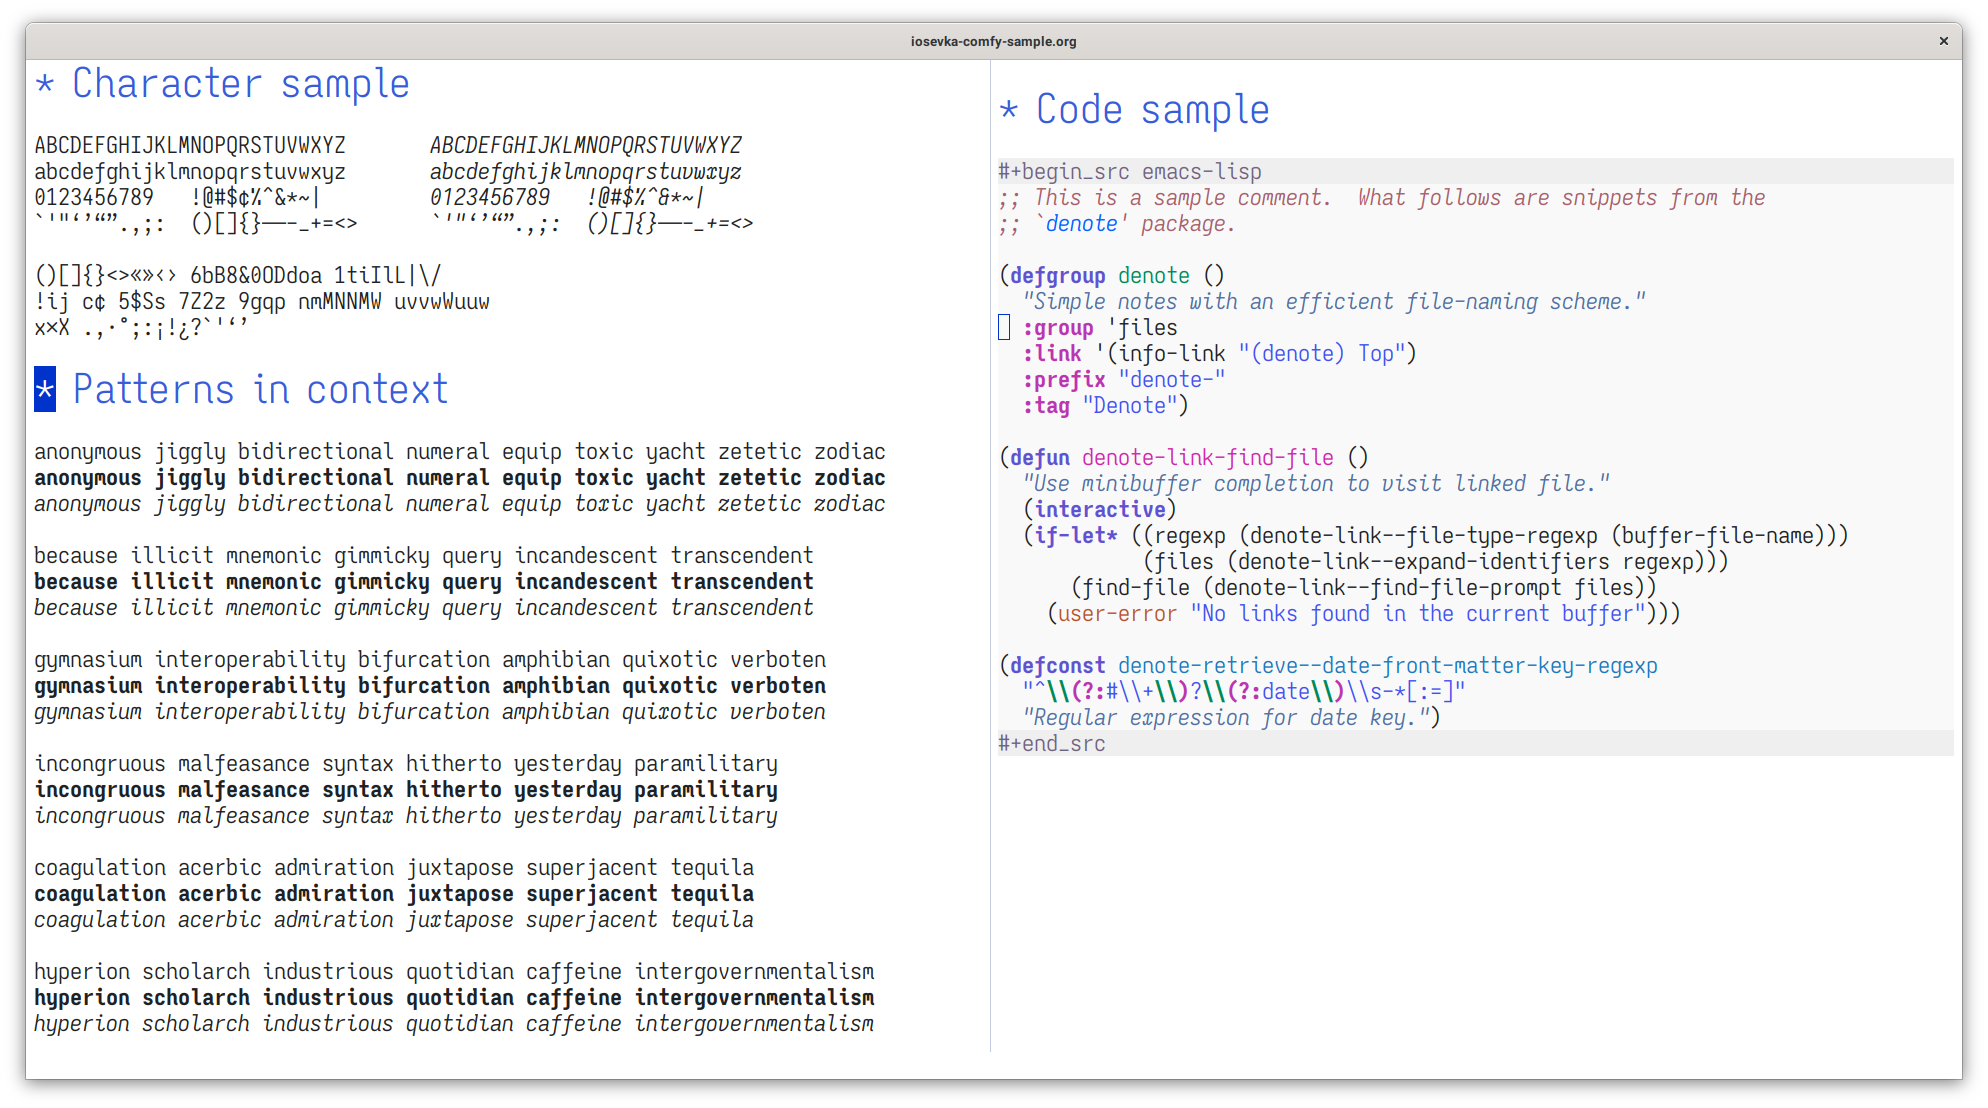 iosevka-comfy-sample.org ×
* Character sample
ABCDEFGHIJKLMNOPQRSTUVWXYZ       ABCDEFGHIJKLMNOPQRSTUVWXYZ
abcdefghijklmnopqrstuvwxyz       abcdefghijklmnopqrstuvwxyz
0123456789   !@#$¢%^&*~|         0123456789   !@#$%^&*~|
`'"‘’“”.,;:  ()[]{}—–-_+=<>      `'"‘’“”.,;:  ()[]{}—–-_+=<>
()[]{}<>«»‹› 6bB8&0ODdoa 1tiIlL|\/
!ij c¢ 5$Ss 7Z2z 9gqp nmMNNMW uvvwWuuw
x×X .,·°;:¡!¿?`'‘’
* Patterns in context
anonymous jiggly bidirectional numeral equip toxic yacht zetetic zodiac
anonymous jiggly bidirectional numeral equip toxic yacht zetetic zodiac
anonymous jiggly bidirectional numeral equip toxic yacht zetetic zodiac
because illicit mnemonic gimmicky query incandescent transcendent
because illicit mnemonic gimmicky query incandescent transcendent
because illicit mnemonic gimmicky query incandescent transcendent
gymnasium interoperability bifurcation amphibian quixotic verboten
gymnasium interoperability bifurcation amphibian quixotic verboten
gymnasium interoperability bifurcation amphibian quixotic verboten
incongruous malfeasance syntax hitherto yesterday paramilitary
incongruous malfeasance syntax hitherto yesterday paramilitary
incongruous malfeasance syntax hitherto yesterday paramilitary
coagulation acerbic admiration juxtapose superjacent tequila
coagulation acerbic admiration juxtapose superjacent tequila
coagulation acerbic admiration juxtapose superjacent tequila
hyperion scholarch industrious quotidian caffeine intergovernmentalism
hyperion scholarch industrious quotidian caffeine intergovernmentalism
hyperion scholarch industrious quotidian caffeine intergovernmentalism
* Code sample
#+begin_src emacs-lisp
;; This is a sample comment.  What follows are snippets from the
;; `denote' package.
(defgroup denote ()
  "Simple notes with an efficient file-naming scheme."
  :group 'files
  :link '(info-link "(denote) Top")
  :prefix "denote-"
  :tag "Denote")
(defun denote-link-find-file ()
  "Use minibuffer completion to visit linked file."
  (interactive)
  (if-let* ((regexp (denote-link--file-type-regexp (buffer-file-name)))
            (files (denote-link--expand-identifiers regexp)))
      (find-file (denote-link--find-file-prompt files))
    (user-error "No links found in the current buffer")))
(defconst denote-retrieve--date-front-matter-key-regexp
  "^\\(?:#\\+\\)?\\(?:date\\)\\s-*[:=]"
  "Regular expression for date key.")
#+end_src